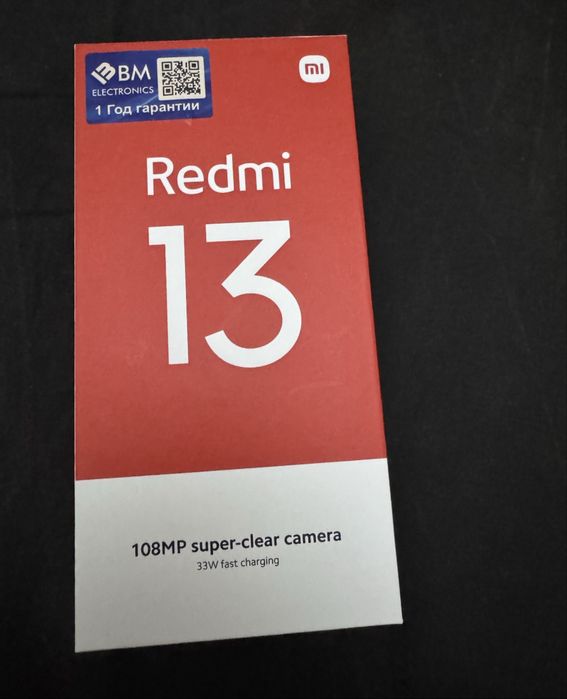 BM
ELECTRONICS
1 Год гарантии
mi
Redmi
13
108MP super-clear camera
33W fast charging